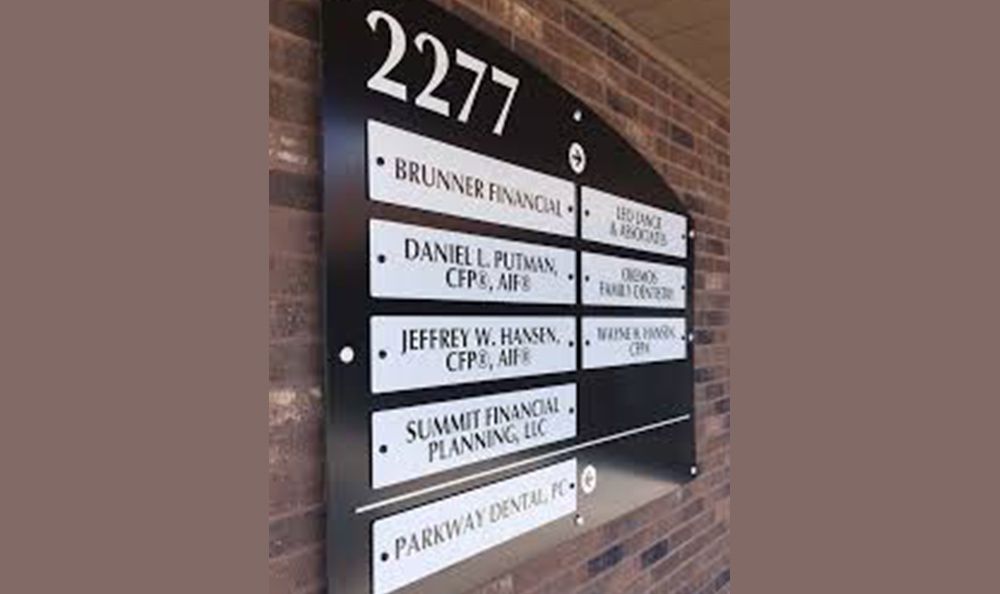 2277
BRUNNER FINANCIAL
DANIEL L. PUTMAN,
CFP®, AIF®
JEFFREY W. HANSEN,
CFP®, AIF®
SUMMIT FINANCIAL
PLANNING, LLC
& ASSOCIATES
FAMILY DENTISTRY
WAYNE H. HANSEN,
CFP®
PARKWAY DENTAL, PC